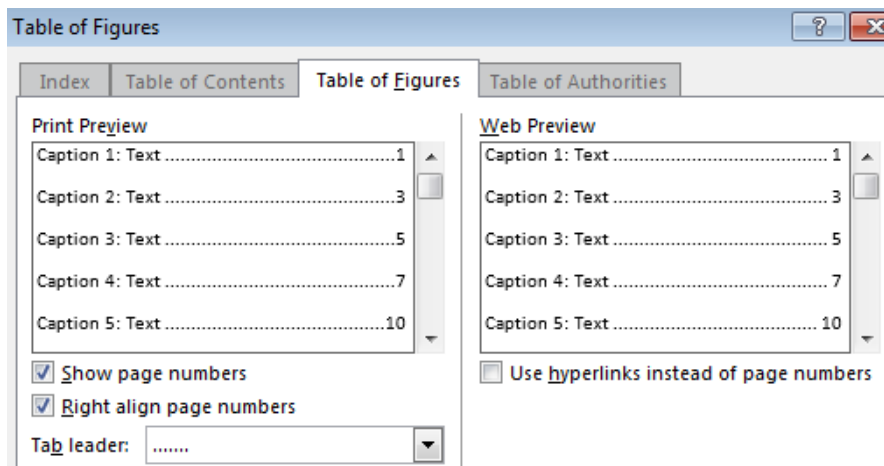 Table of Figures
Index Table of Contents Table of Figures Table of Authorities
Print Preview
Caption 1: Text ........................................1
Caption 2: Text ........................................3
Caption 3: Text ........................................5
Caption 4: Text ........................................7
Caption 5: Text ......................................10
Show page numbers
Right align page numbers
Tab leader: .......
Web Preview
Caption 1: Text ........................................ 1
Caption 2: Text ........................................ 3
Caption 3: Text ........................................ 5
Caption 4: Text ........................................ 7
Caption 5: Text ...................................... 10
Use hyperlinks instead of page numbers